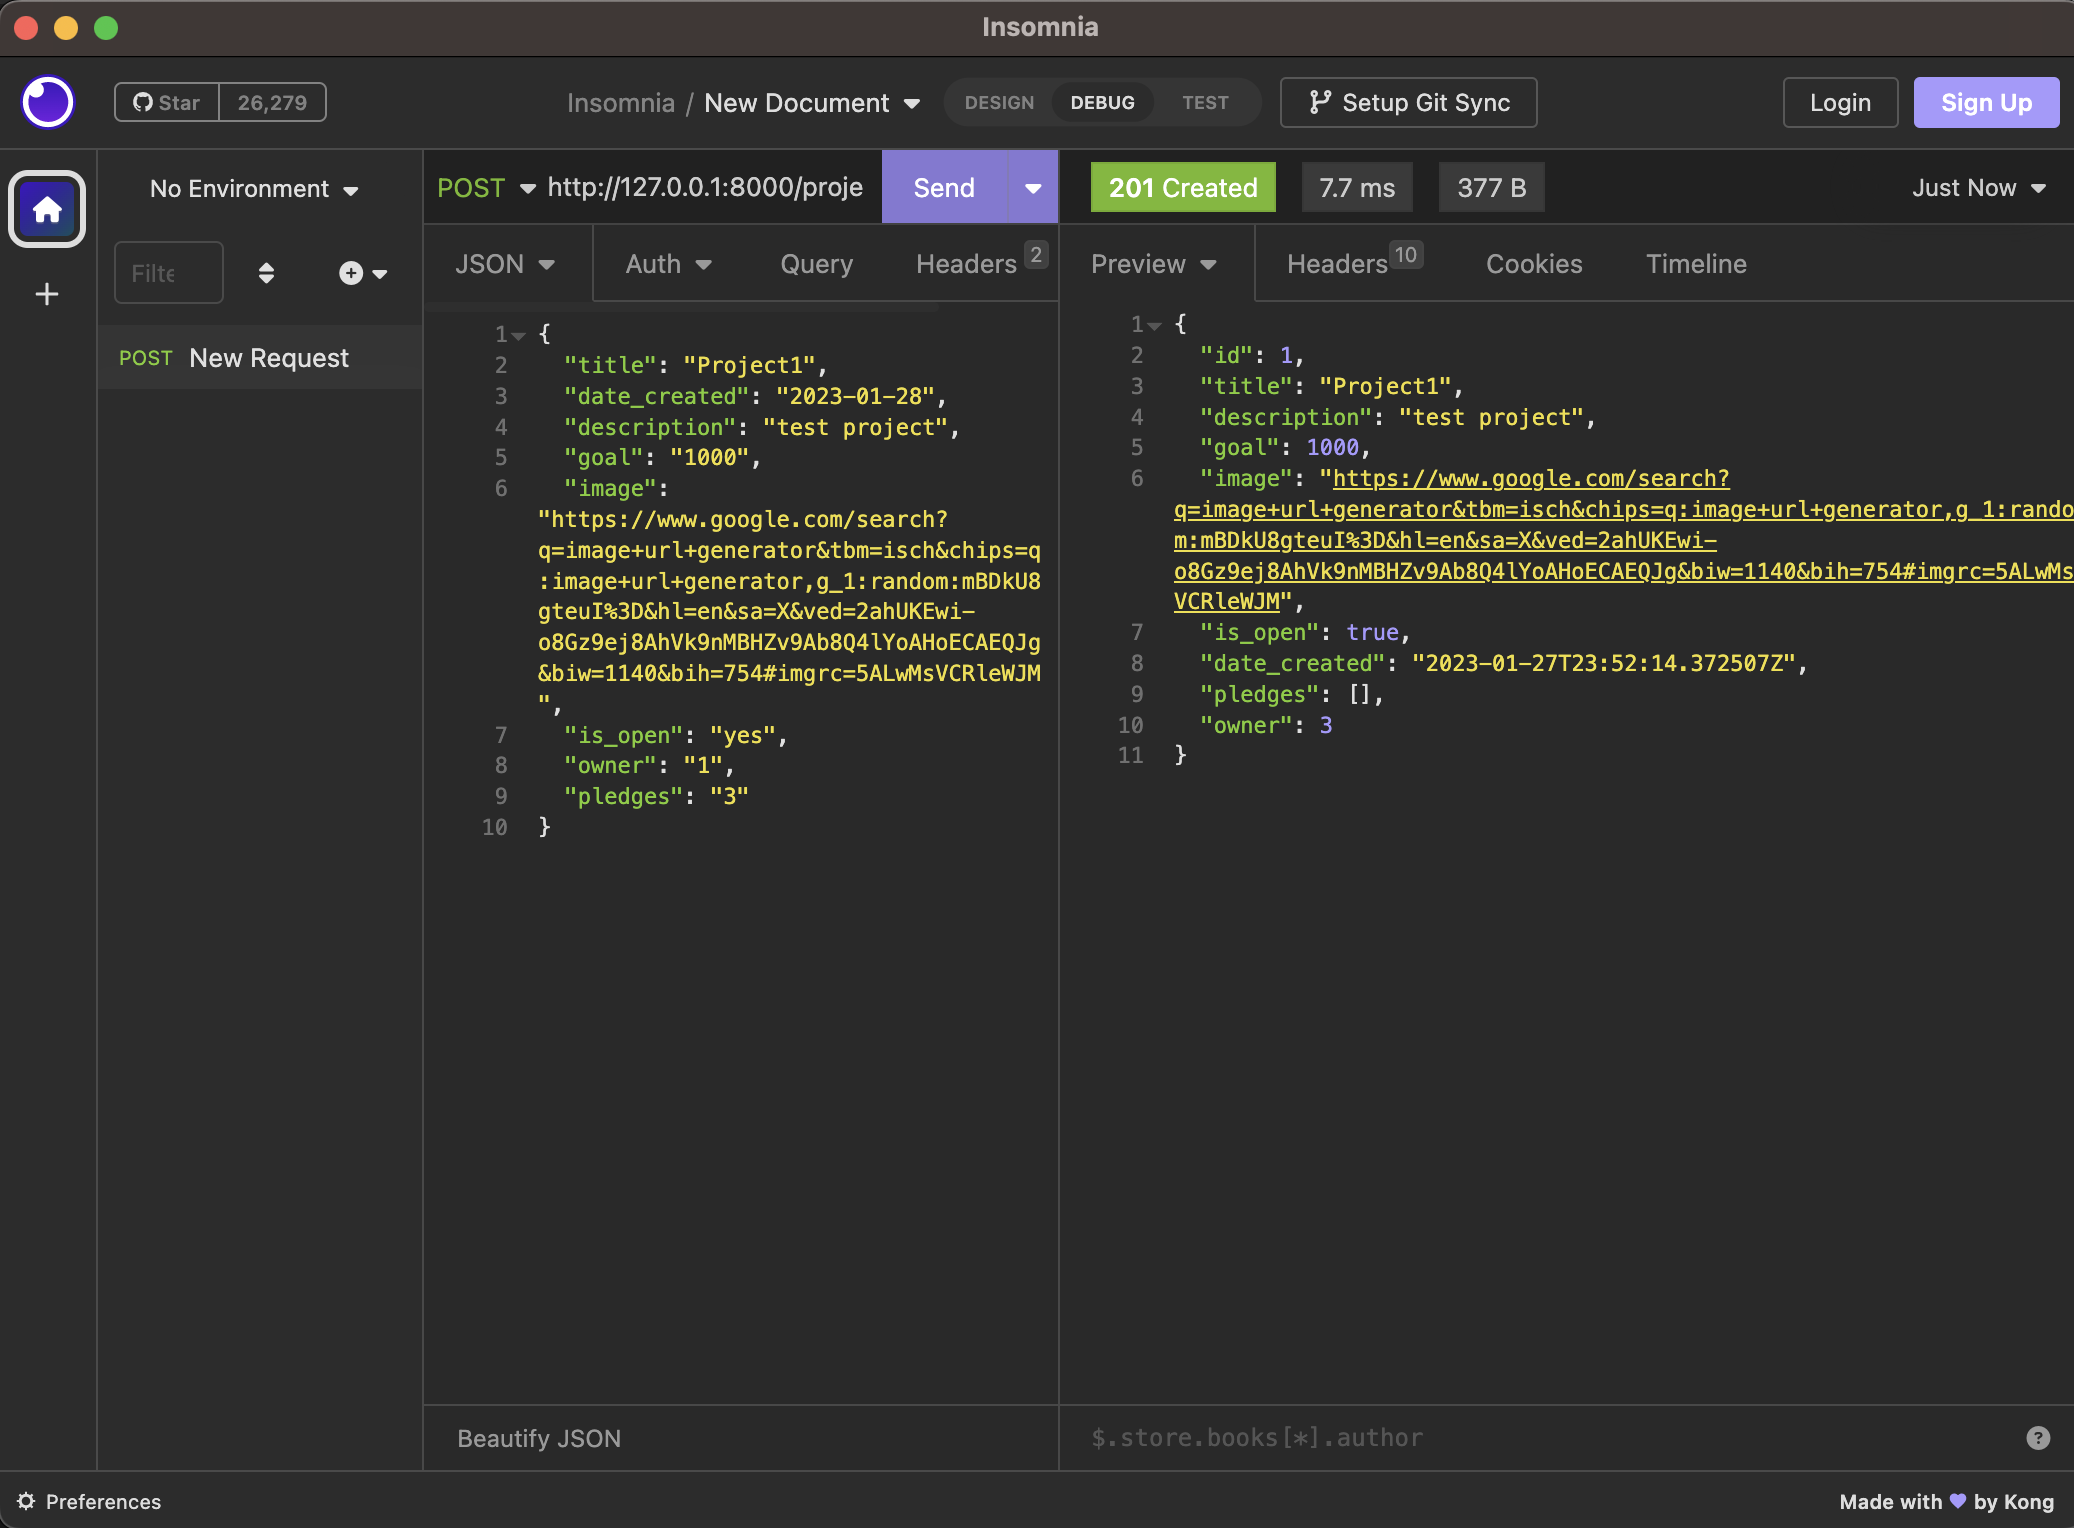 Insomnia
Star 26,279
Insomnia / New Document
DESIGN DEBUG TEST
Setup Git Sync
Login
Sign Up
No Environment
POST http://127.0.0.1:8000/proje
Send
201 Created
7.7 ms
377 B
Just Now
Filte
POST New Request
JSON Auth Query Headers 2
1 {
2 "title": "Project1",
3 "date_created": "2023-01-28",
4 "description": "test project",
5 "goal": "1000",
6 "image":
"https://www.google.com/search?
q=image+url+generator&tbm=isch&chips=q
:image+url+generator,g_1:random:mBDkU8
gteuI%3D&hl=en&sa=X&ved=2ahUKEwi-
o8Gz9ej8AhVk9nMBHZv9Ab8Q4lYoAHoECAEQJg
&biw=1140&bih=754#imgrc=5ALwMsVCRleWJM
",
7 "is_open": "yes",
8 "owner": "1",
9 "pledges": "3"
10 }
Beautify JSON
Preview Headers 10 Cookies Timeline
1 {
2 "id": 1,
3 "title": "Project1",
4 "description": "test project",
5 "goal": 1000,
6 "image": "https://www.google.com/search?
q=image+url+generator&tbm=isch&chips=q:image+url+generator,g_1:rando
m:mBDkU8gteuI%3D&hl=en&sa=X&ved=2ahUKEwi-
o8Gz9ej8AhVk9nMBHZv9Ab8Q4lYoAHoECAEQJg&biw=1140&bih=754#imgrc=5ALwMs
VCRleWJM",
7 "is_open": true,
8 "date_created": "2023-01-27T23:52:14.372507Z",
9 "pledges": [],
10 "owner": 3
11 }
$.store.books[*].author
?
Preferences
Made with 💜 by Kong